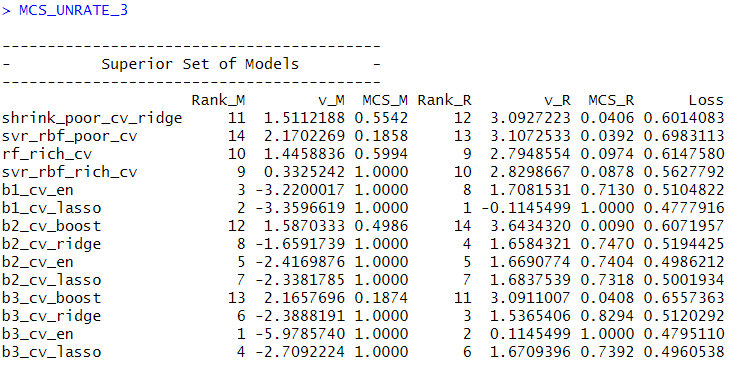 > MCS_UNRATE_3
------------------------------------------
-          Superior Set of Models        -
------------------------------------------
                     Rank_M        v_M  MCS_M Rank_R        v_R  MCS_R      Loss
shrink_poor_cv_ridge     11  1.5112188 0.5542     12  3.0927223 0.0406 0.6014083
svr_rbf_poor_cv          14  2.1702269 0.1858     13  3.1072533 0.0392 0.6983113
rf_rich_cv               10  1.4458836 0.5994      9  2.7948554 0.0974 0.6147580
svr_rbf_rich_cv           9  0.3325242 1.0000     10  2.8298667 0.0878 0.5627792
b1_cv_en                  3 -3.2200017 1.0000      8  1.7081531 0.7130 0.5104822
b1_cv_lasso               2 -3.3596619 1.0000      1 -0.1145499 1.0000 0.4777916
b2_cv_boost              12  1.5870333 0.4986     14  3.6434320 0.0090 0.6071957
b2_cv_ridge               8 -1.6591739 1.0000      4  1.6584321 0.7470 0.5194425
b2_cv_en                  5 -2.4169876 1.0000      5  1.6690774 0.7404 0.4986212
b2_cv_lasso               7 -2.3381785 1.0000      7  1.6837539 0.7318 0.5001934
b3_cv_boost              13  2.1657696 0.1874     11  3.0911007 0.0408 0.6557363
b3_cv_ridge               6 -2.3888191 1.0000      3  1.5365406 0.8294 0.5120292
b3_cv_en                  1 -5.9785740 1.0000      2  0.1145499 1.0000 0.4795110
b3_cv_lasso               4 -2.7092224 1.0000      6  1.6709396 0.7392 0.4960538